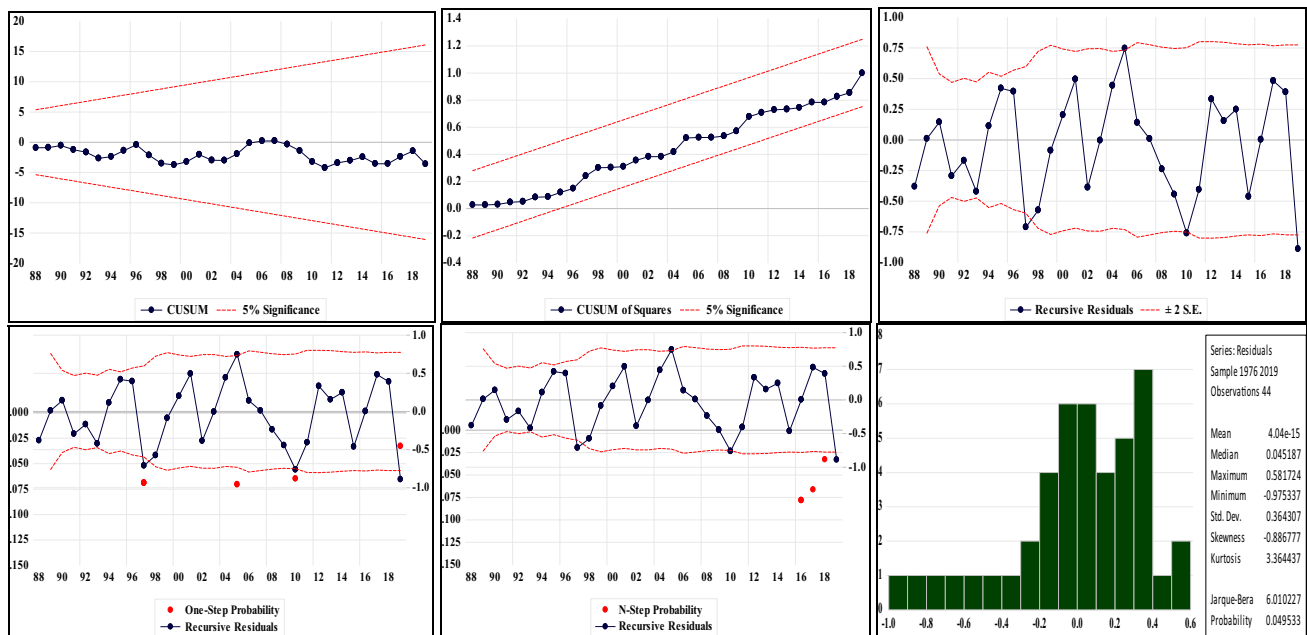 20
15
10
5
0
-5
-10
-15
-20
88 90 92 94 96 98 00 02 04 06 08 10 12 14 16 18
CUSUM 5% Significance
1.4
1.2
1.0
0.8
0.6
0.4
0.2
0.0
-0.2
-0.4
88 90 92 94 96 98 00 02 04 06 08 10 12 14 16 18
CUSUM of Squares 5% Significance
1.00
0.75
0.50
0.25
0.00
-0.25
-0.50
-0.75
-1.00
88 90 92 94 96 98 00 02 04 06 08 10 12 14 16 18
Recursive Residuals ± 2 S.E.
1.0
0.5
0.0
-0.5
-1.0
.000
.025
.050
.075
.100
.125
.150
88 90 92 94 96 98 00 02 04 06 08 10 12 14 16 18
One-Step Probability
Recursive Residuals
1.0
0.5
0.0
-0.5
-1.0
.000
.025
.050
.075
.100
.125
.150
88 90 92 94 96 98 00 02 04 06 08 10 12 14 16 18
N-Step Probability
Recursive Residuals
8
7
6
5
4
3
2
1
0
-1.0 -0.8 -0.6 -0.4 -0.2 0.0 0.2 0.4 0.6
Series: Residuals
Sample 1976 2019
Observations 44
Mean 4.04e-15
Median 0.045187
Maximum 0.581724
Minimum -0.975337
Std. Dev. 0.364307
Skewness -0.886777
Kurtosis 3.364437
Jarque-Bera 6.010227
Probability 0.049533